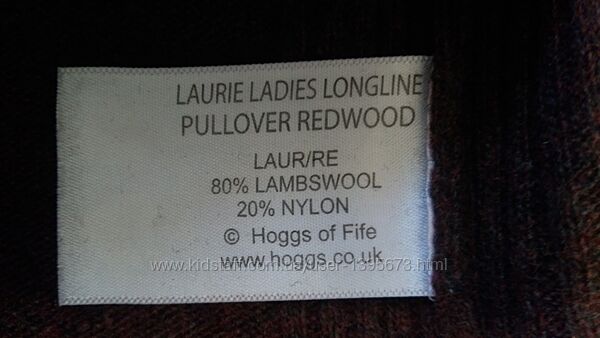 LAURIE LADIES LONGLINE
PULLOVER REDWOOD
LAUR/RE
80% LAMBSWOOL
20% NYLON
© Hoggs of Fife
www.hoggs.co.uk